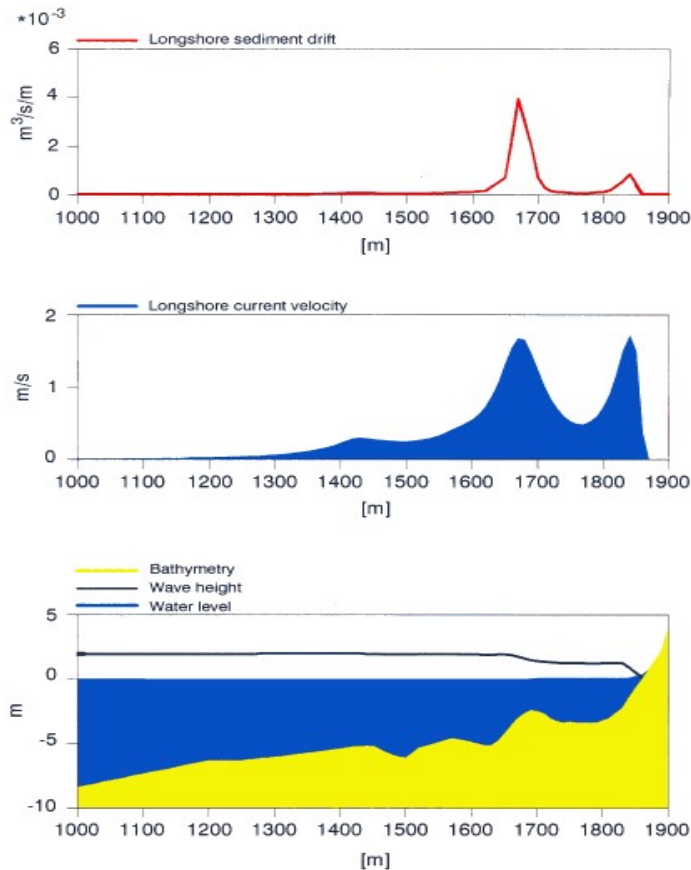 *10-3
Longshore sediment drift
6
4
2
0
m3/s/m
1000 1100 1200 1300 1400 1500 1600 1700 1800 1900
[m]
Longshore current velocity
2
1
0
m/s
1000 1100 1200 1300 1400 1500 1600 1700 1800 1900
[m]
Bathymetry
Wave height
Water level
5
0
-5
-10
m
1000 1100 1200 1300 1400 1500 1600 1700 1800 1900
[m]